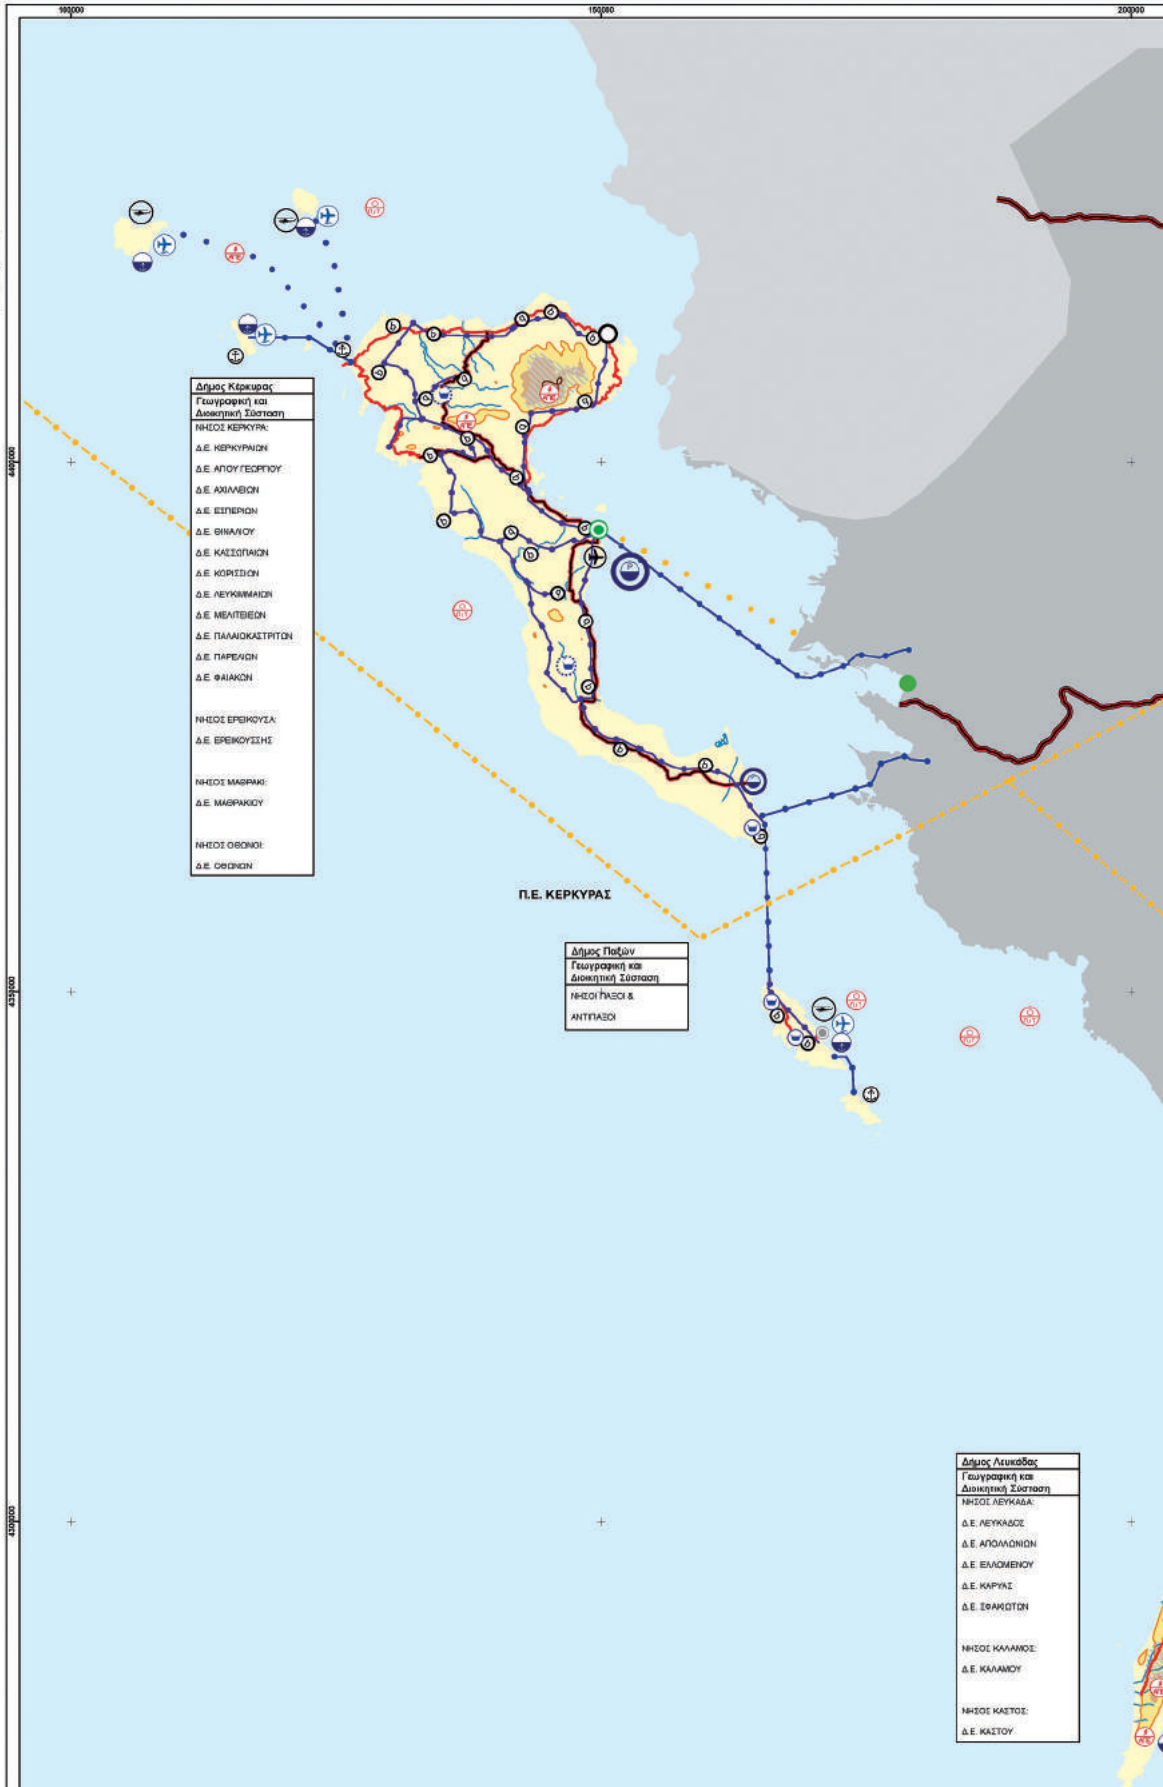 100000
150000
200000
4400000
4350000
4300000
Δήμος Κέρκυρας
Γεωγραφική και
Διοικητική Σύσταση
ΝΗΣΟΣ ΚΕΡΚΥΡΑ:
Δ.Ε. ΚΕΡΚΥΡΑΙΩΝ
Δ.Ε. ΑΓΙΟΥ ΓΕΩΡΓΙΟΥ
Δ.Ε. ΑΧΙΛΛΕΙΩΝ
Δ.Ε. ΕΣΠΕΡΙΩΝ
Δ.Ε. ΘΙΝΑΛΙΟΥ
Δ.Ε. ΚΑΣΣΩΠΑΙΩΝ
Δ.Ε. ΚΟΡΙΣΣΙΩΝ
Δ.Ε. ΛΕΥΚΙΜΜΑΙΩΝ
Δ.Ε. ΜΕΛΙΤΕΙΕΩΝ
Δ.Ε. ΠΑΛΑΙΟΚΑΣΤΡΙΤΩΝ
Δ.Ε. ΠΑΡΕΛΙΩΝ
Δ.Ε. ΦΑΙΑΚΩΝ
ΝΗΣΟΣ ΕΡΕΙΚΟΥΣΑ:
Δ.Ε. ΕΡΕΙΚΟΥΣΣΗΣ
ΝΗΣΟΣ ΜΑΘΡΑΚΙ:
Δ.Ε. ΜΑΘΡΑΚΙΟΥ
ΝΗΣΟΣ ΟΘΩΝΟΙ:
Δ.Ε. ΟΘΩΝΩΝ
Π.Ε. ΚΕΡΚΥΡΑΣ
Δήμος Παξών
Γεωγραφική και
Διοικητική Σύσταση
ΝΗΣΟΙ ΠΑΞΟΙ &
ΑΝΤΙΠΑΞΟΙ
Δήμος Λευκάδας
Γεωγραφική και
Διοικητική Σύσταση
ΝΗΣΟΣ ΛΕΥΚΑΔΑ:
Δ.Ε. ΛΕΥΚΑΔΟΣ
Δ.Ε. ΑΠΟΛΛΩΝΙΩΝ
Δ.Ε. ΕΛΛΟΜΕΝΟΥ
Δ.Ε. ΚΑΡΥΑΣ
Δ.Ε. ΣΦΑΚΙΩΤΩΝ
ΝΗΣΟΣ ΚΑΛΑΜΟΣ:
Δ.Ε. ΚΑΛΑΜΟΥ
ΝΗΣΟΣ ΚΑΣΤΟΣ:
Δ.Ε. ΚΑΣΤΟΥ